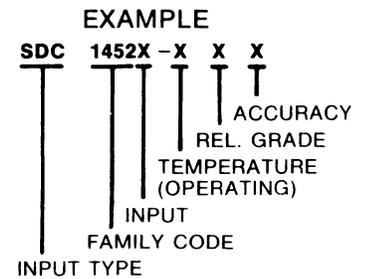 EXAMPLE
SDC 1452X-X X X
ACCURACY
REL. GRADE
TEMPERATURE
(OPERATING)
INPUT
FAMILY CODE
INPUT TYPE